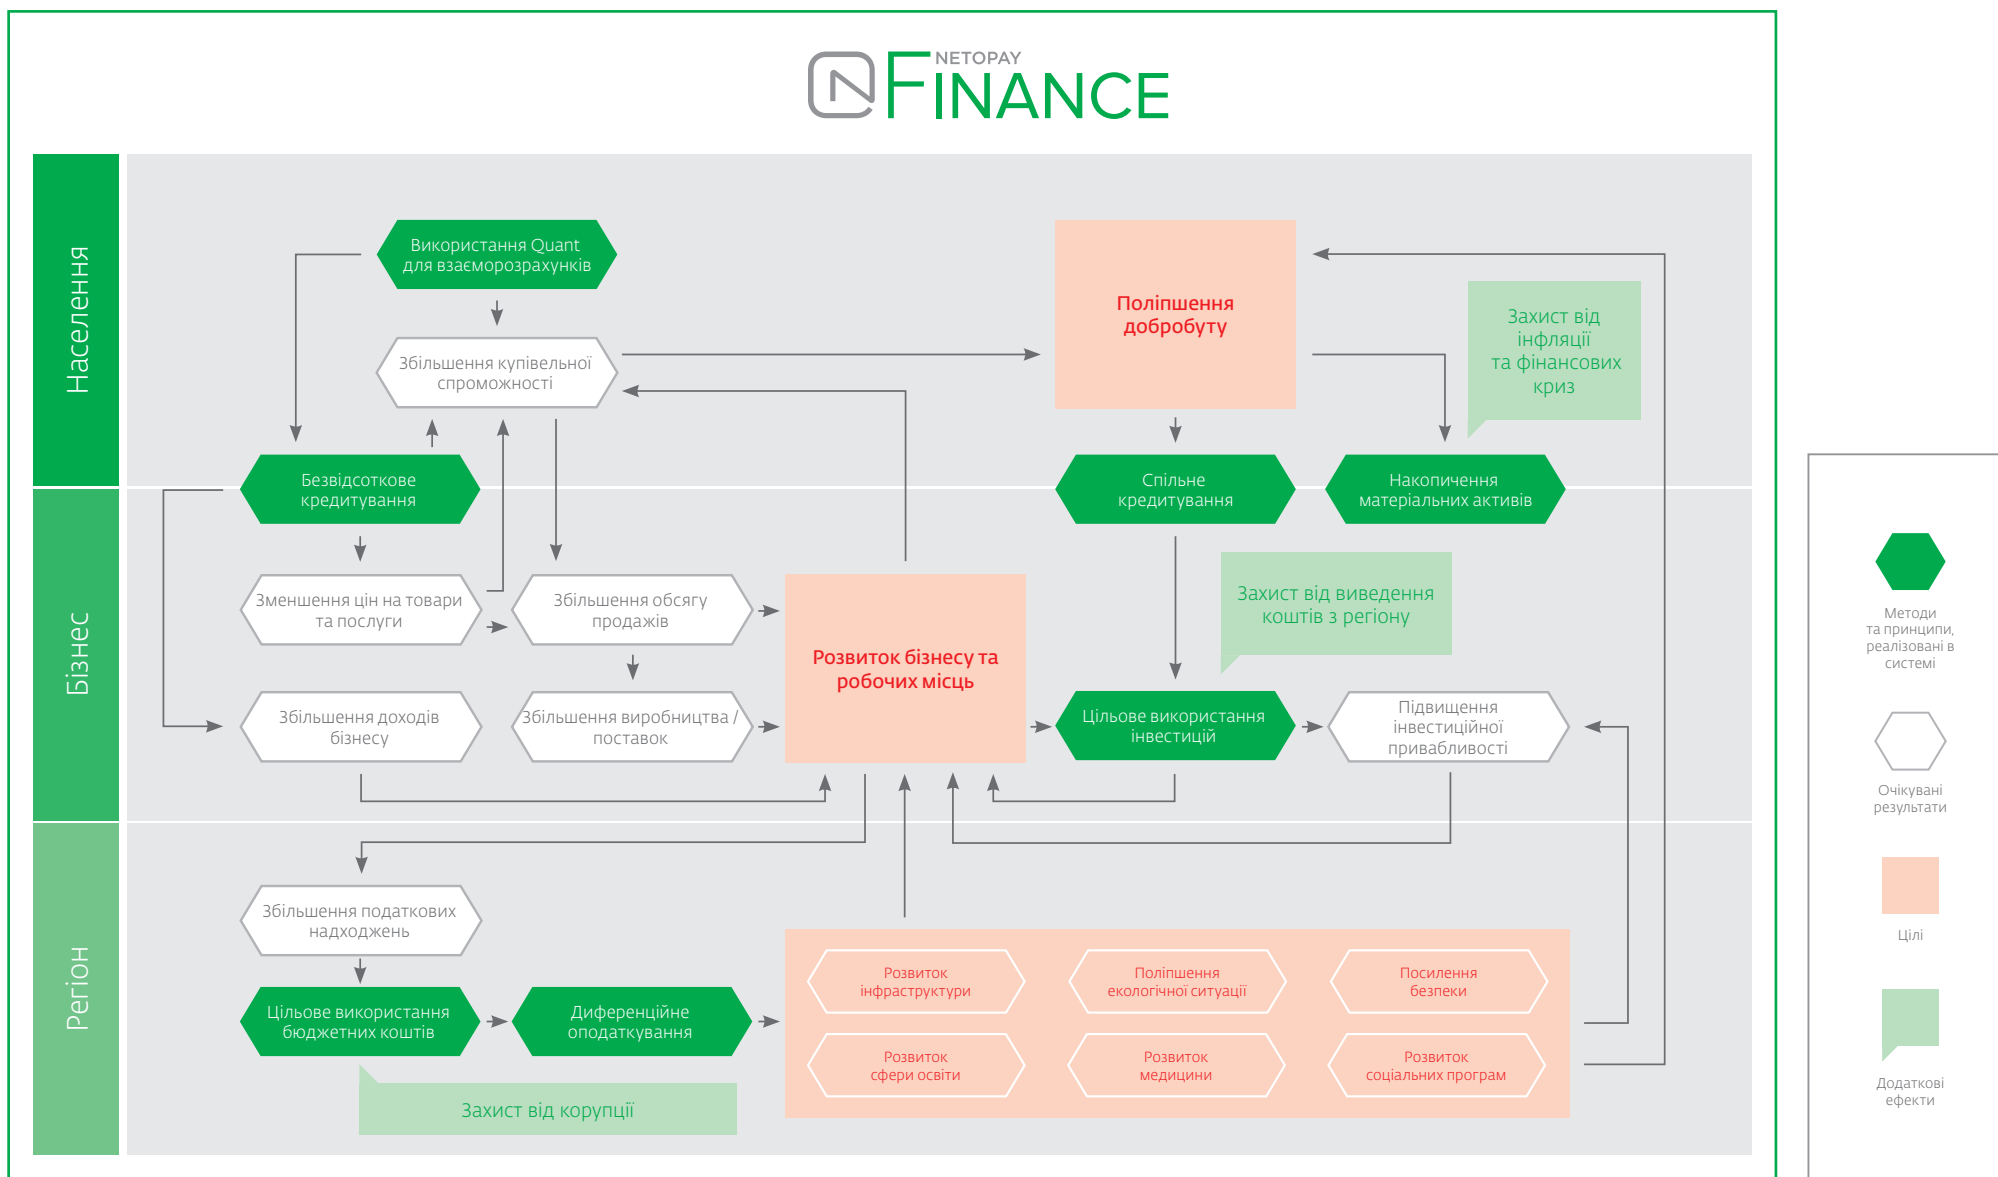 NETOPAY
FINANCE
Населення
Використання Quant
для взаєморозрахунків
Збільшення купівельної
спроможності
Поліпшення
добробуту
Захист від
інфляції
та фінансових
криз
Безвідсоткове
кредитування
Спільне
кредитування
Накопичення
матеріальних активів
Бізнес
Зменшення цін на товари
та послуги
Збільшення обсягу
продажів
Розвиток бізнесу та
робочих місць
Захист від виведення
коштів з регіону
Збільшення доходів
бізнесу
Збільшення виробництва /
поставок
Цільове використання
інвестицій
Підвищення
інвестиційної
привабливості
Регіон
Збільшення податкових
надходжень
Цільове використання
бюджетних коштів
Диференційне
оподаткування
Захист від корупції
Розвиток
інфраструктури
Поліпшення
екологічної ситуації
Посилення
безпеки
Розвиток
сфери освіти
Розвиток
медицини
Розвиток
соціальних програм
Методи
та принципи,
реалізовані в
системі
Очікувані
результати
Цілі
Додаткові
ефекти